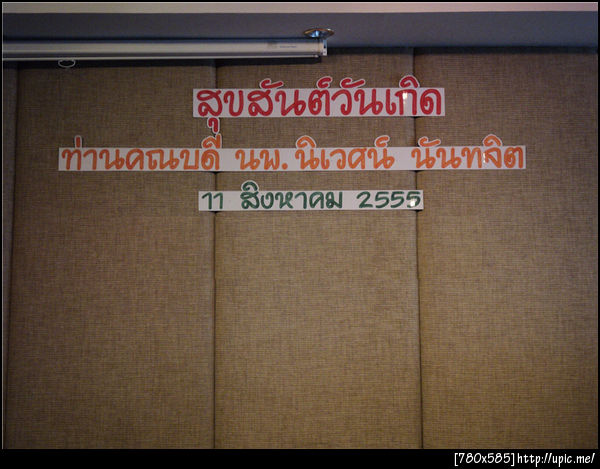 สุขสันต์วันเกิด
ท่านคณบดี นพ. นิเวศน์ นันทจิต
11 สิงหาคม 2555
[780x585] http://upic.me/